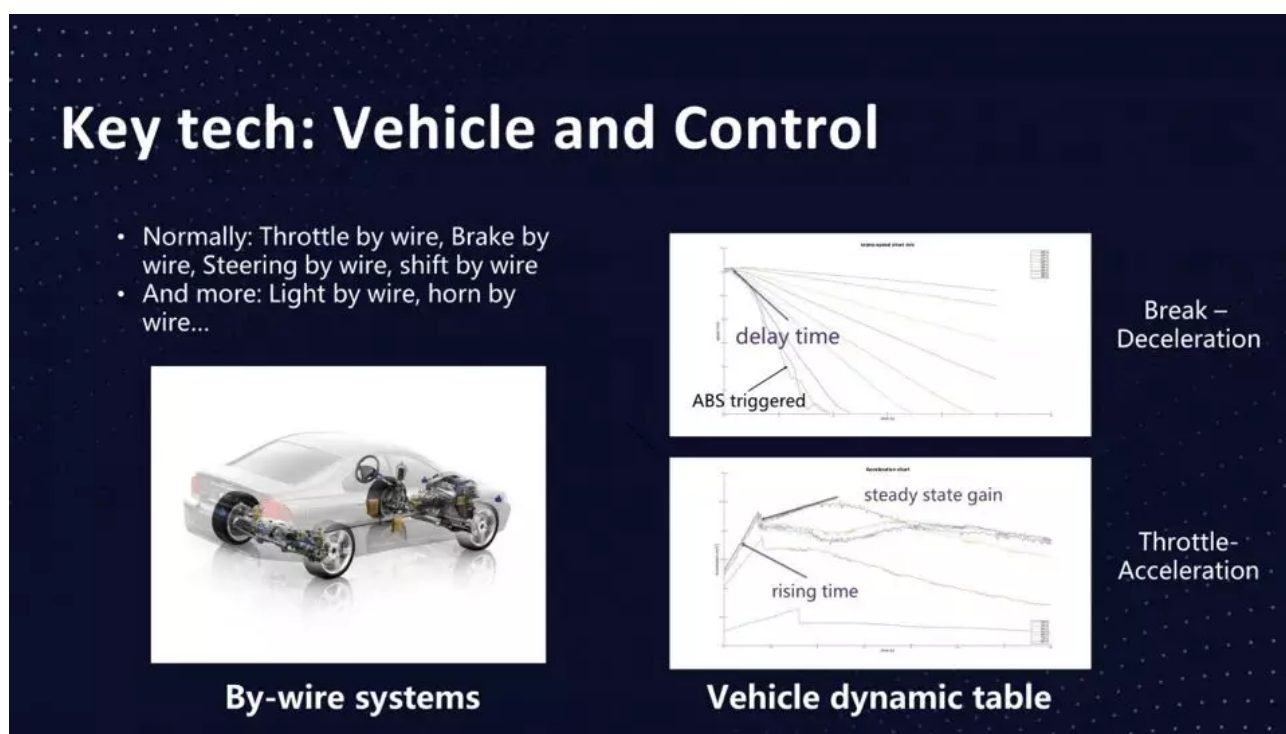 Key tech: Vehicle and Control
• Normally: Throttle by wire, Brake by
wire, Steering by wire, shift by wire
• And more: Light by wire, horn by
wire...
By-wire systems
delay time
ABS triggered
Break –
Deceleration
steady state gain
rising time
Throttle-
Acceleration
Vehicle dynamic table